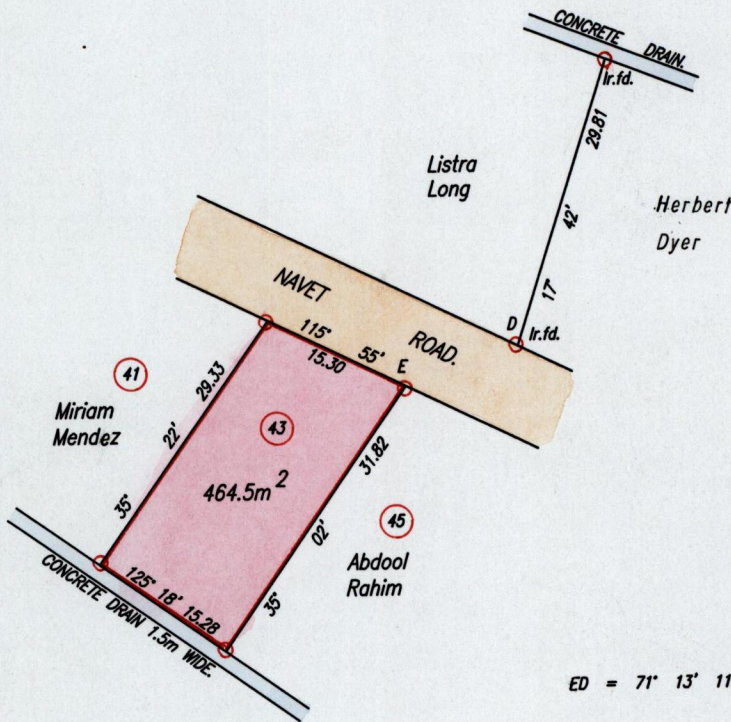 CONCRETE DRAIN.
Ir.fd.
29.81
42'
17°
Listra
Long
Herbert
Dyer
NAVET ROAD.
D
Ir.fd.
115° 55'
15.30
E
41
Miriam
Mendez
29.33
22'
35°
43
464.5m²
31.82
02'
35°
45
Abdool
Rahim
125° 18' 15.28
CONCRETE DRAIN 1.5m WIDE.
ED = 71° 13' 11